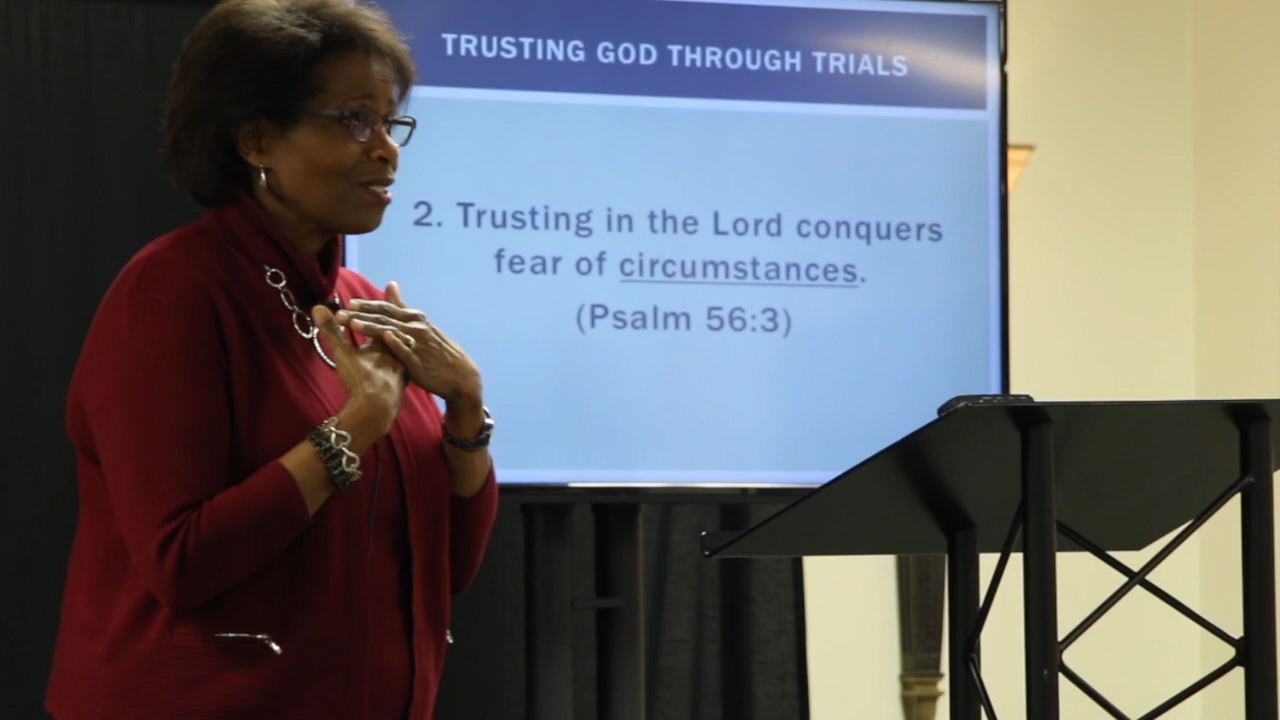 TRUSTING GOD THROUGH TRIALS
2. Trusting in the Lord conquers
fear of circumstances.
(Psalm 56:3)